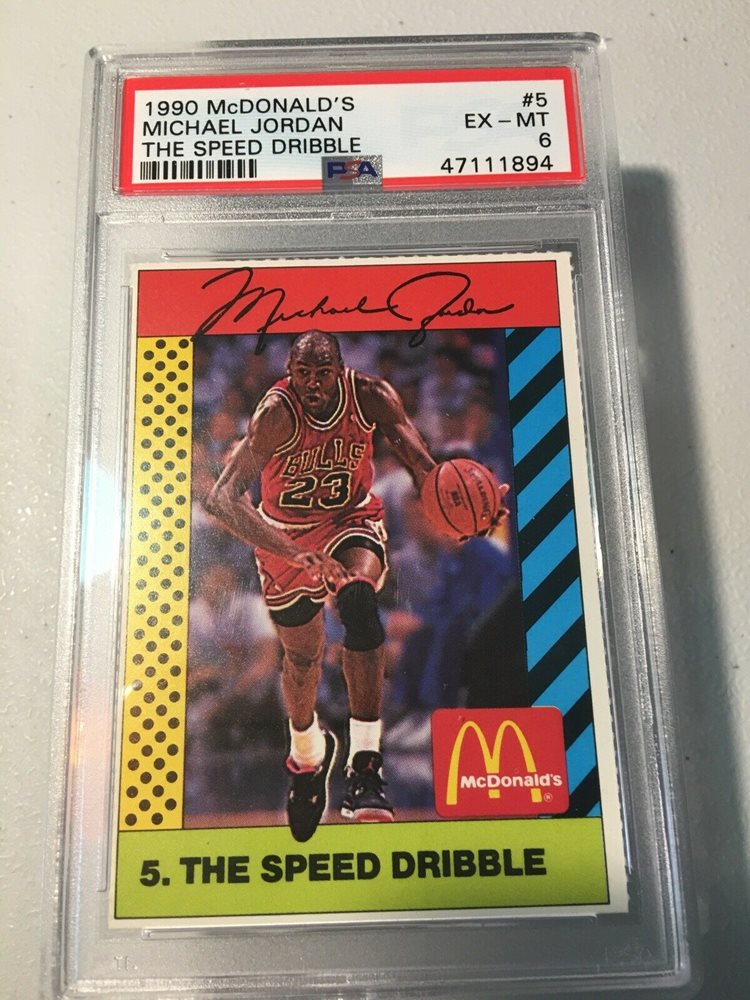 1990 McDONALD'S #5
MICHAEL JORDAN EX - MT
THE SPEED DRIBBLE 6
PSA 47111894
Michael Jordan
BULLS
23
SPALDING
McDonald's
®
5. THE SPEED DRIBBLE